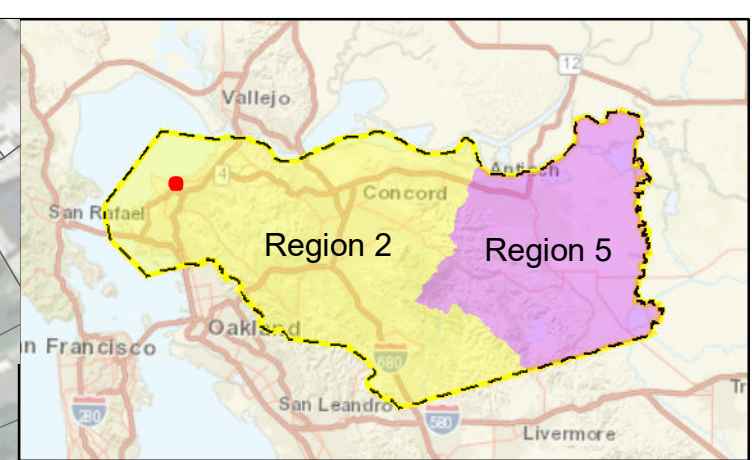 12
Vallejo
Antioch
4
Concord
San Rafael
Region 2
Region 5
Oakland
n Francisco
680
Tr
San Leandro
280
580
Livermore